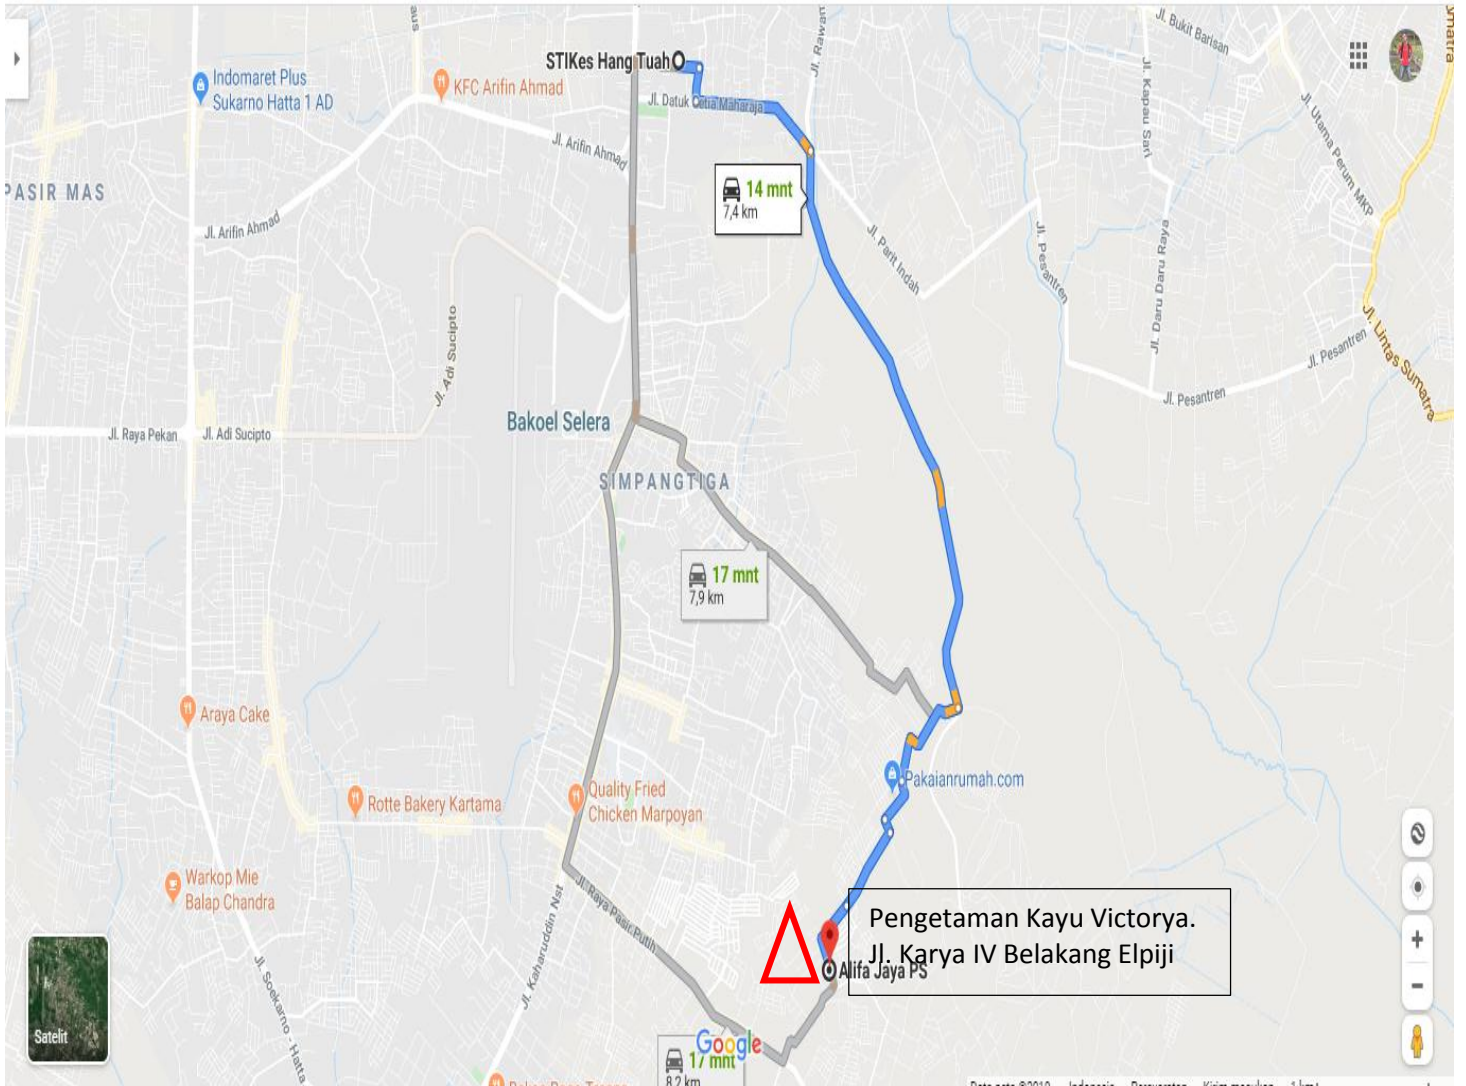 STIKes Hang Tuah
Indomaret Plus
Sukarno Hatta 1 AD
KFC Arifin Ahmad
Jl. Datuk Cetia Maharaja
Jl. Bukit Barisan
Jl. Kapau Sari
Jl. Utama Perum MKP
Jl. Arifin Ahmad
PASIR MAS
14 mnt
7,4 km
Jl. Arifin Ahmad
Jl. Parit Indah
Jl. Pesantren
Jl. Daru Daru Raya
Jl. Adi Sucipto
Jl. Lintas Sumatra
Jl. Pesantren
Jl. Pesantren
Bakoel Selera
Jl. Raya Pekan
Jl. Adi Sucipto
SIMPANGTIGA
17 mnt
7,9 km
Araya Cake
Pakaianrumah.com
Quality Fried
Chicken Marpoyan
Rotte Bakery Kartama
Warkop Mie
Balap Chandra
Jl. Kaharuddin Nst
Jl. Raya Pasir Putih
Pengetaman Kayu Victorya.
Jl. Karya IV Belakang Elpiji
Alifa Jaya PS
Jl. Soekarno - Hatta
Satelit
Google
17 mnt
8,2 km